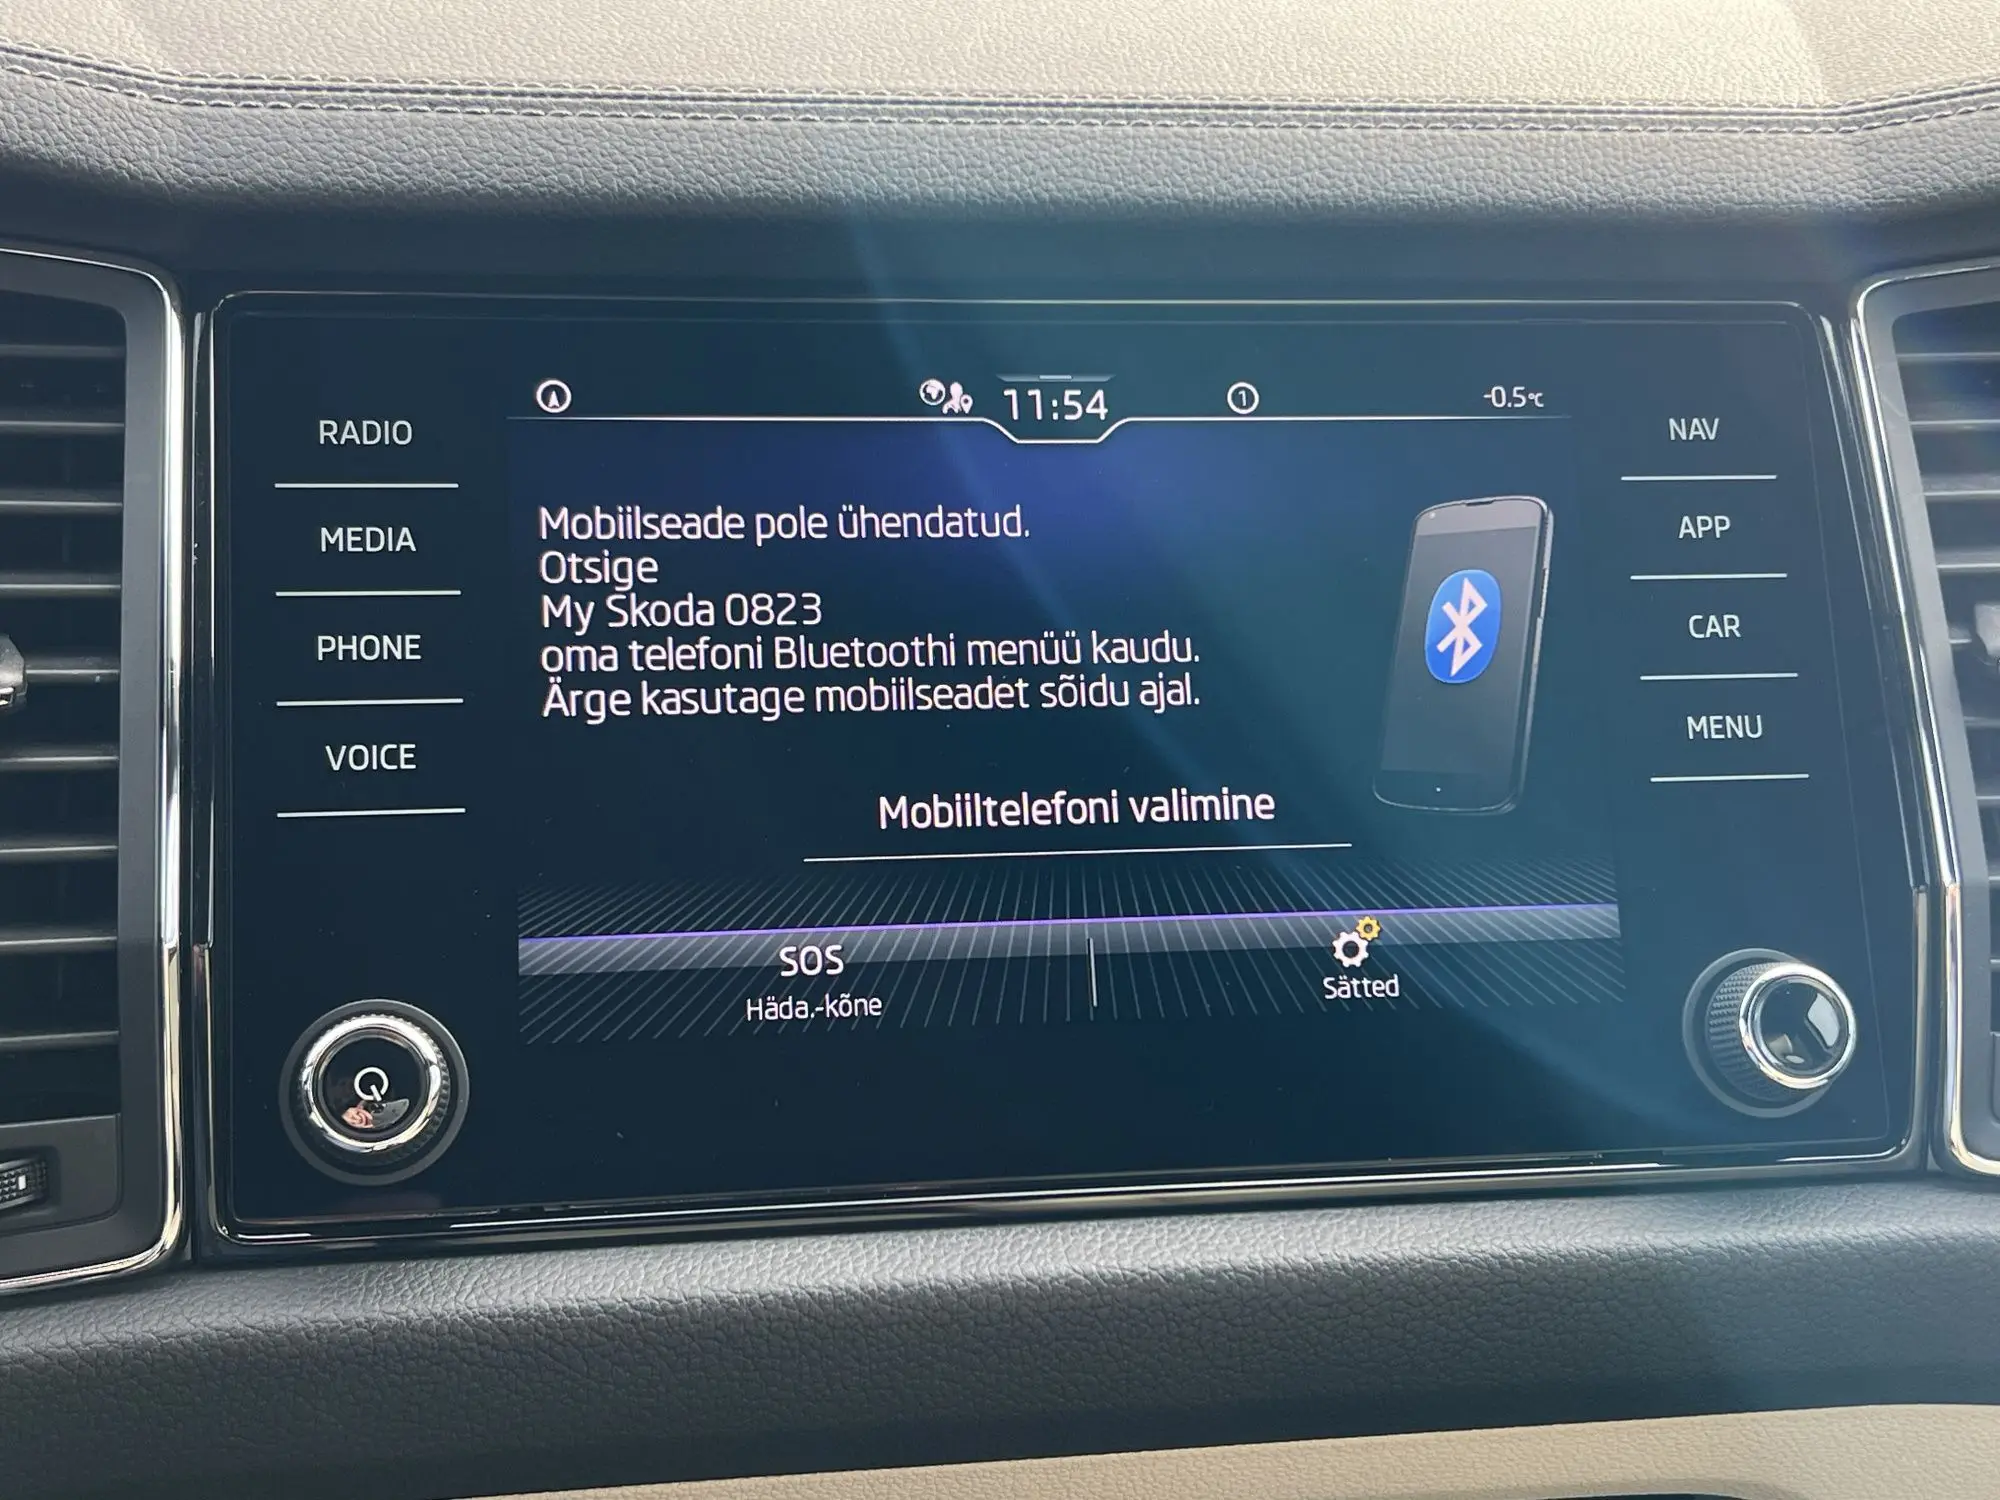 11:54
1
-0.5°C
RADIO
MEDIA
PHONE
VOICE
Mobiilseade pole ühendatud.
Otsige
My Skoda 0823
oma telefoni Bluetoothi menüü kaudu.
Ärge kasutage mobiilseadet sõidu ajal.
Mobiiltelefoni valimine
SOS
Häda.-kõne
Sätted
NAV
APP
CAR
MENU